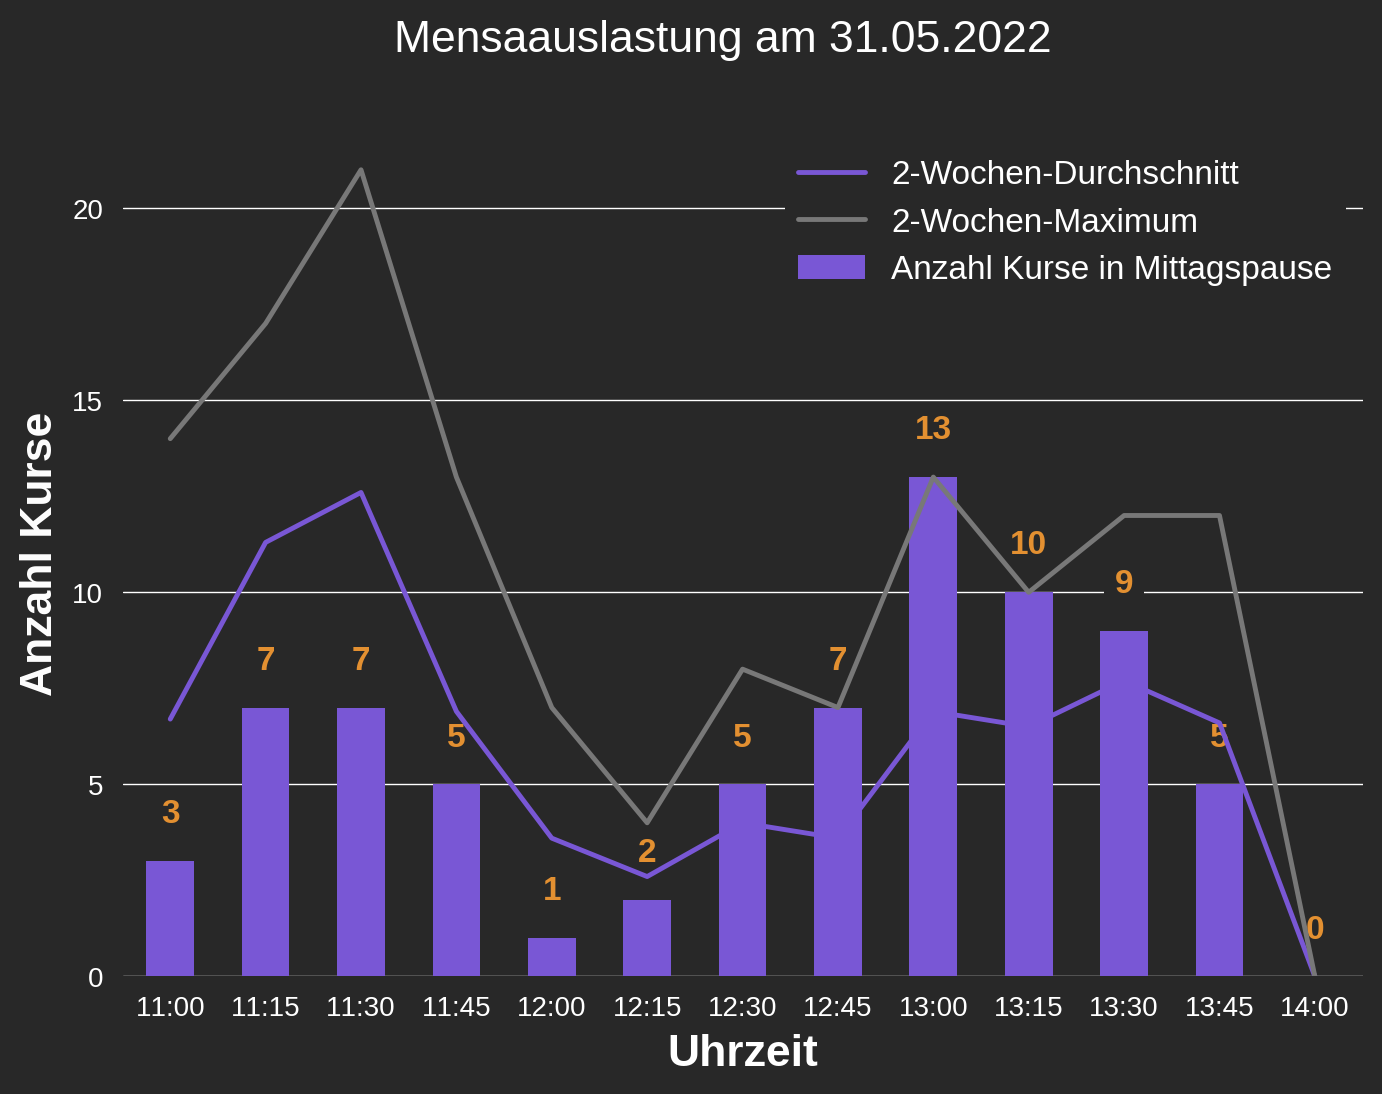 Mensaauslastung am 31.05.2022
2-Wochen-Durchschnitt
2-Wochen-Maximum
Anzahl Kurse in Mittagspause
Anzahl Kurse
20
15
10
5
0
3
7
7
5
1
2
5
7
13
10
9
5
0
11:00 11:15 11:30 11:45 12:00 12:15 12:30 12:45 13:00 13:15 13:30 13:45 14:00
Uhrzeit